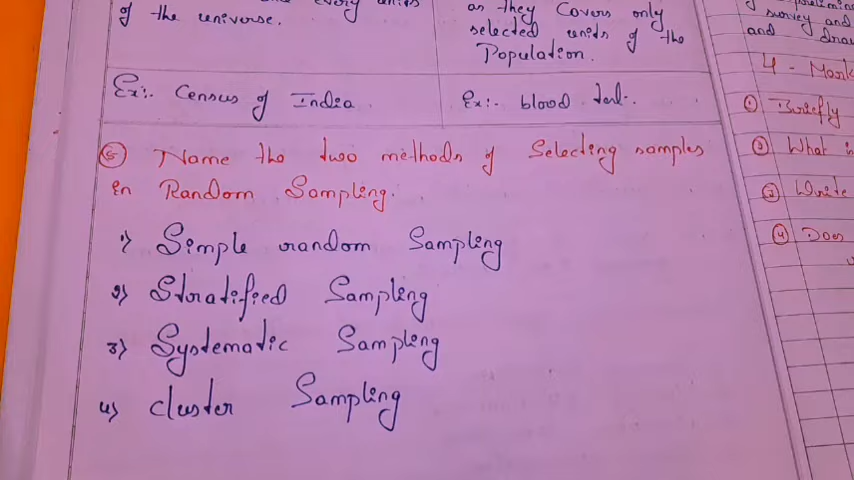 of the universe.
as they Covers only
selected units of the
Population.
Ex:- Census of India
Ex:- blood test.
⑤ Name the two methods of Selecting samples
in Random Sampling.
1) Simple random Sampling
2) Stratified Sampling
3) Systematic Sampling
4) cluster Sampling
survey and
and draw
4 - Mark
① Briefly
② What is
③ Write
④ Does